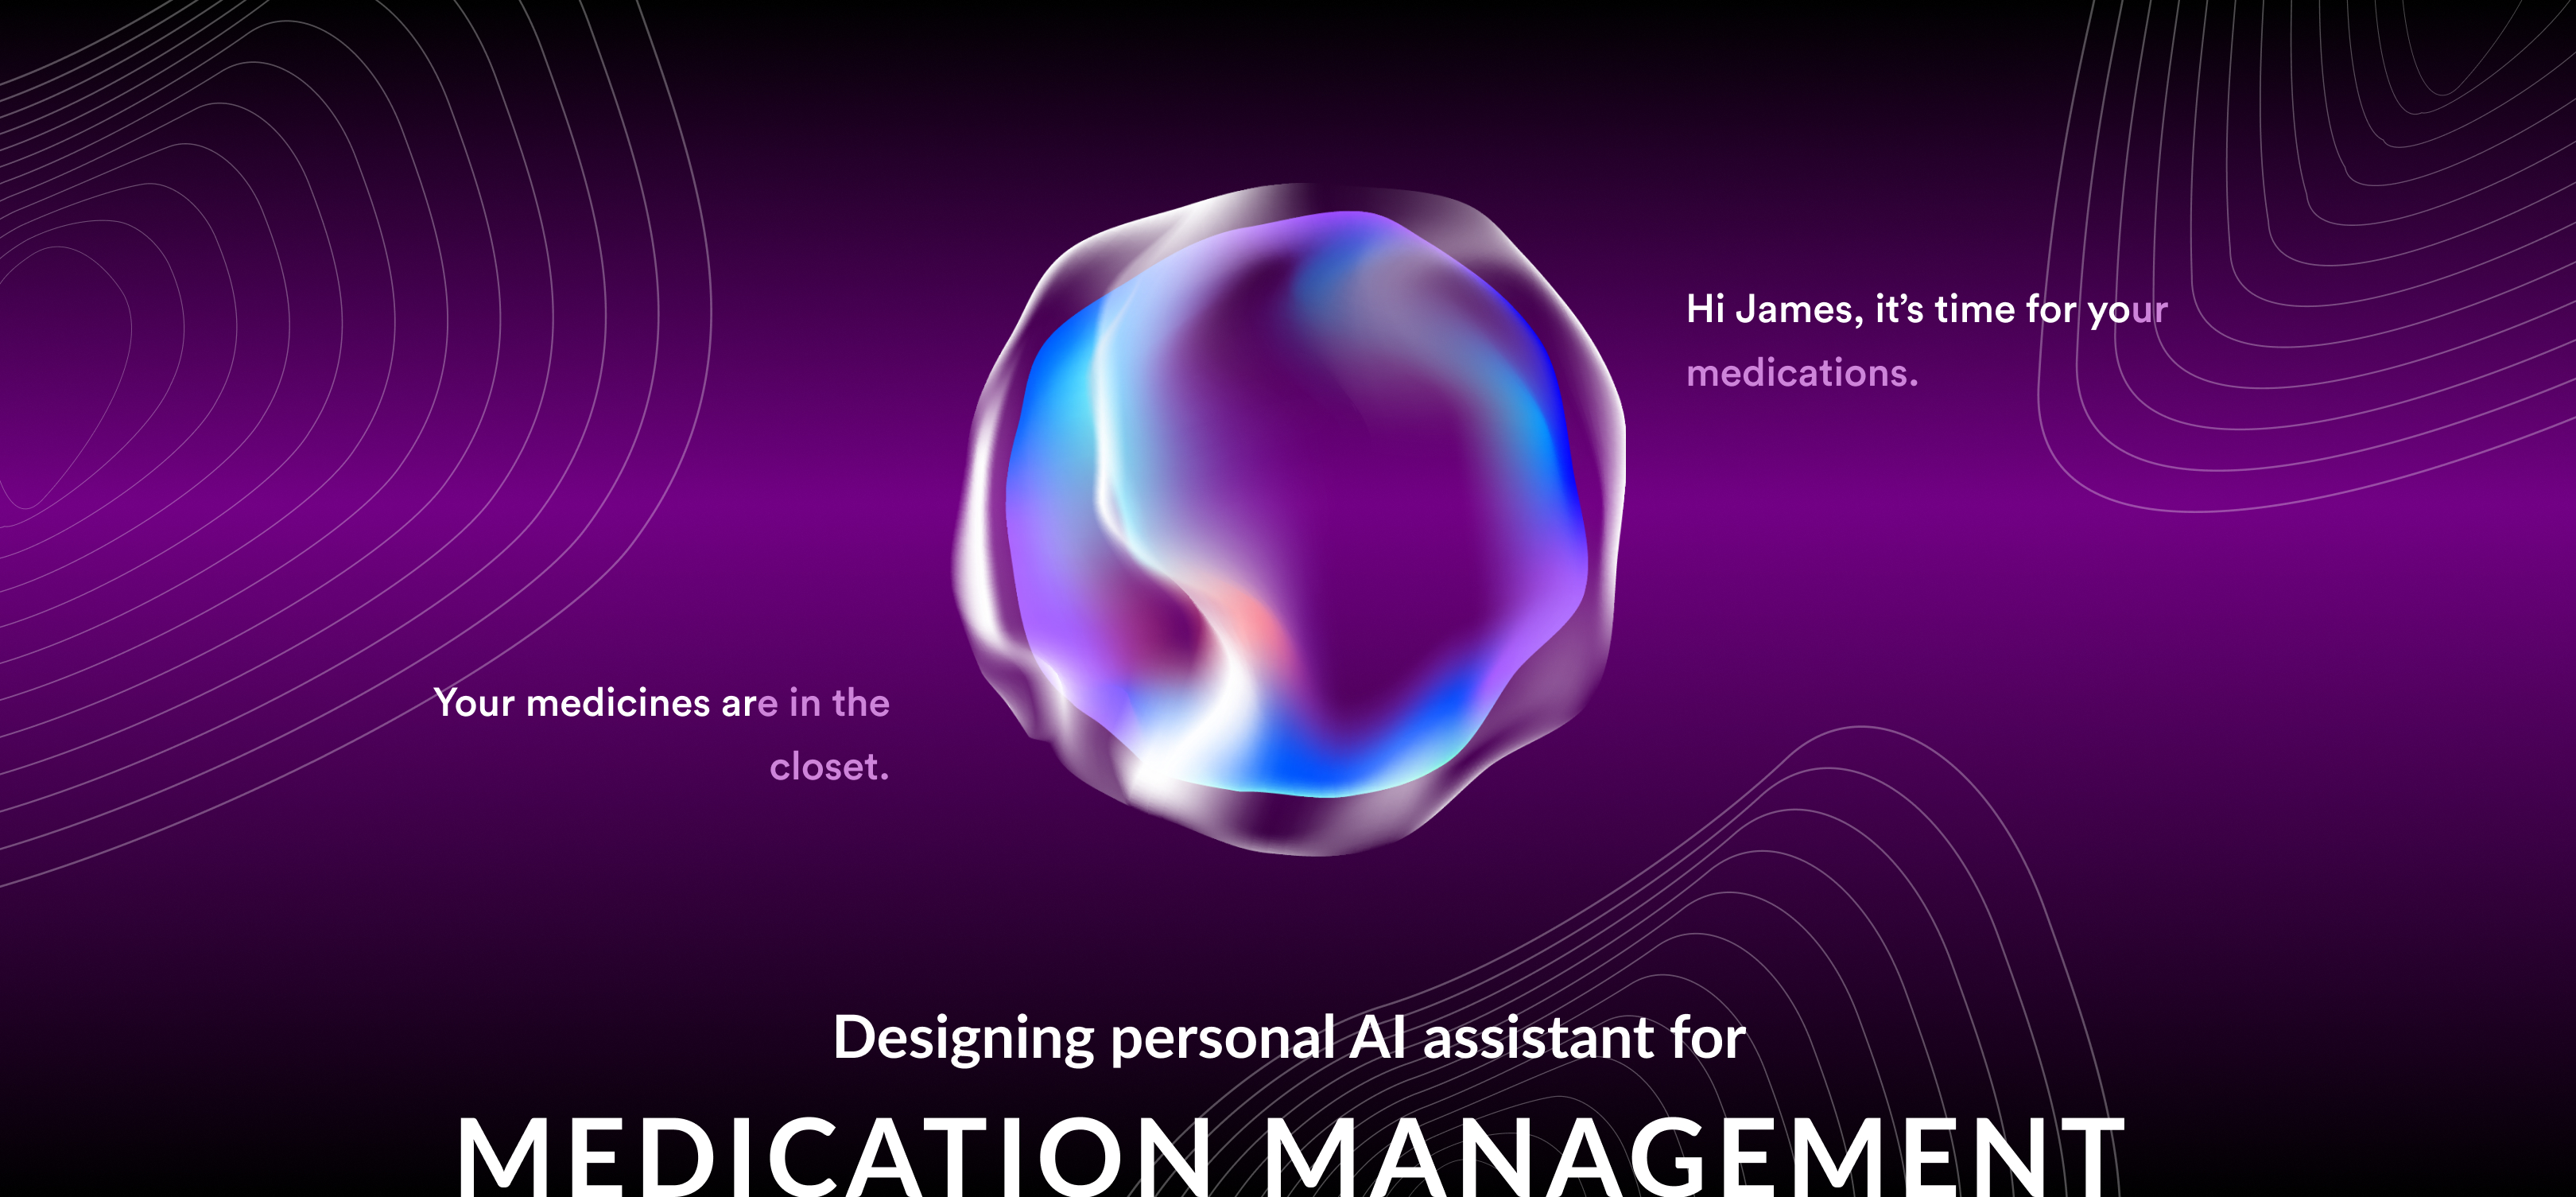 Hi James, it’s time for your
medications.
Your medicines are in the
closet.
Designing personal AI assistant for
MEDICATION MANAGEMENT